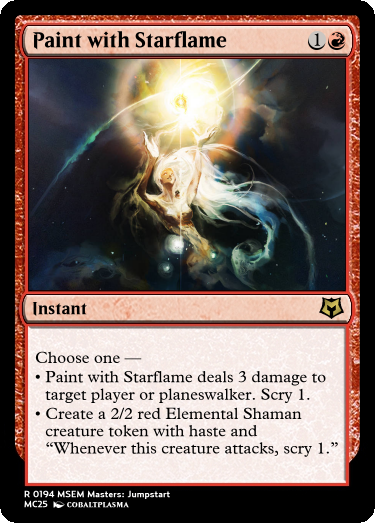 Paint with Starflame 1
Instant
Choose one —
• Paint with Starflame deals 3 damage to
target player or planeswalker. Scry 1.
• Create a 2/2 red Elemental Shaman
creature token with haste and
“Whenever this creature attacks, scry 1.”
R 0194 MSEM Masters: Jumpstart
MC25 COBALTPLASMA